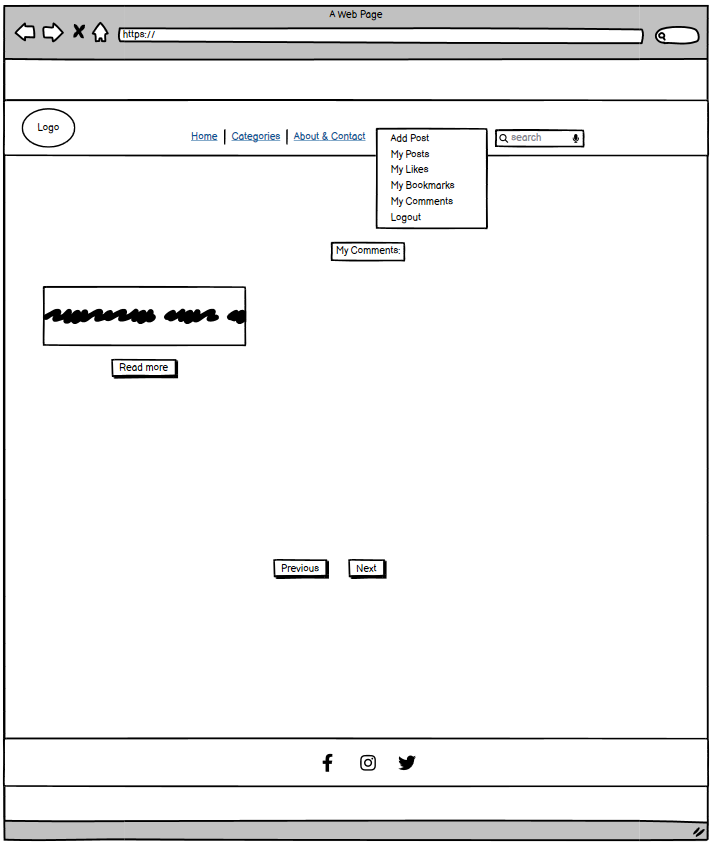 A Web Page
https://
Logo
Home | Categories | About & Contact
Add Post
My Posts
My Likes
My Bookmarks
My Comments
Logout
search
My Comments:
Read more
Previous
Next